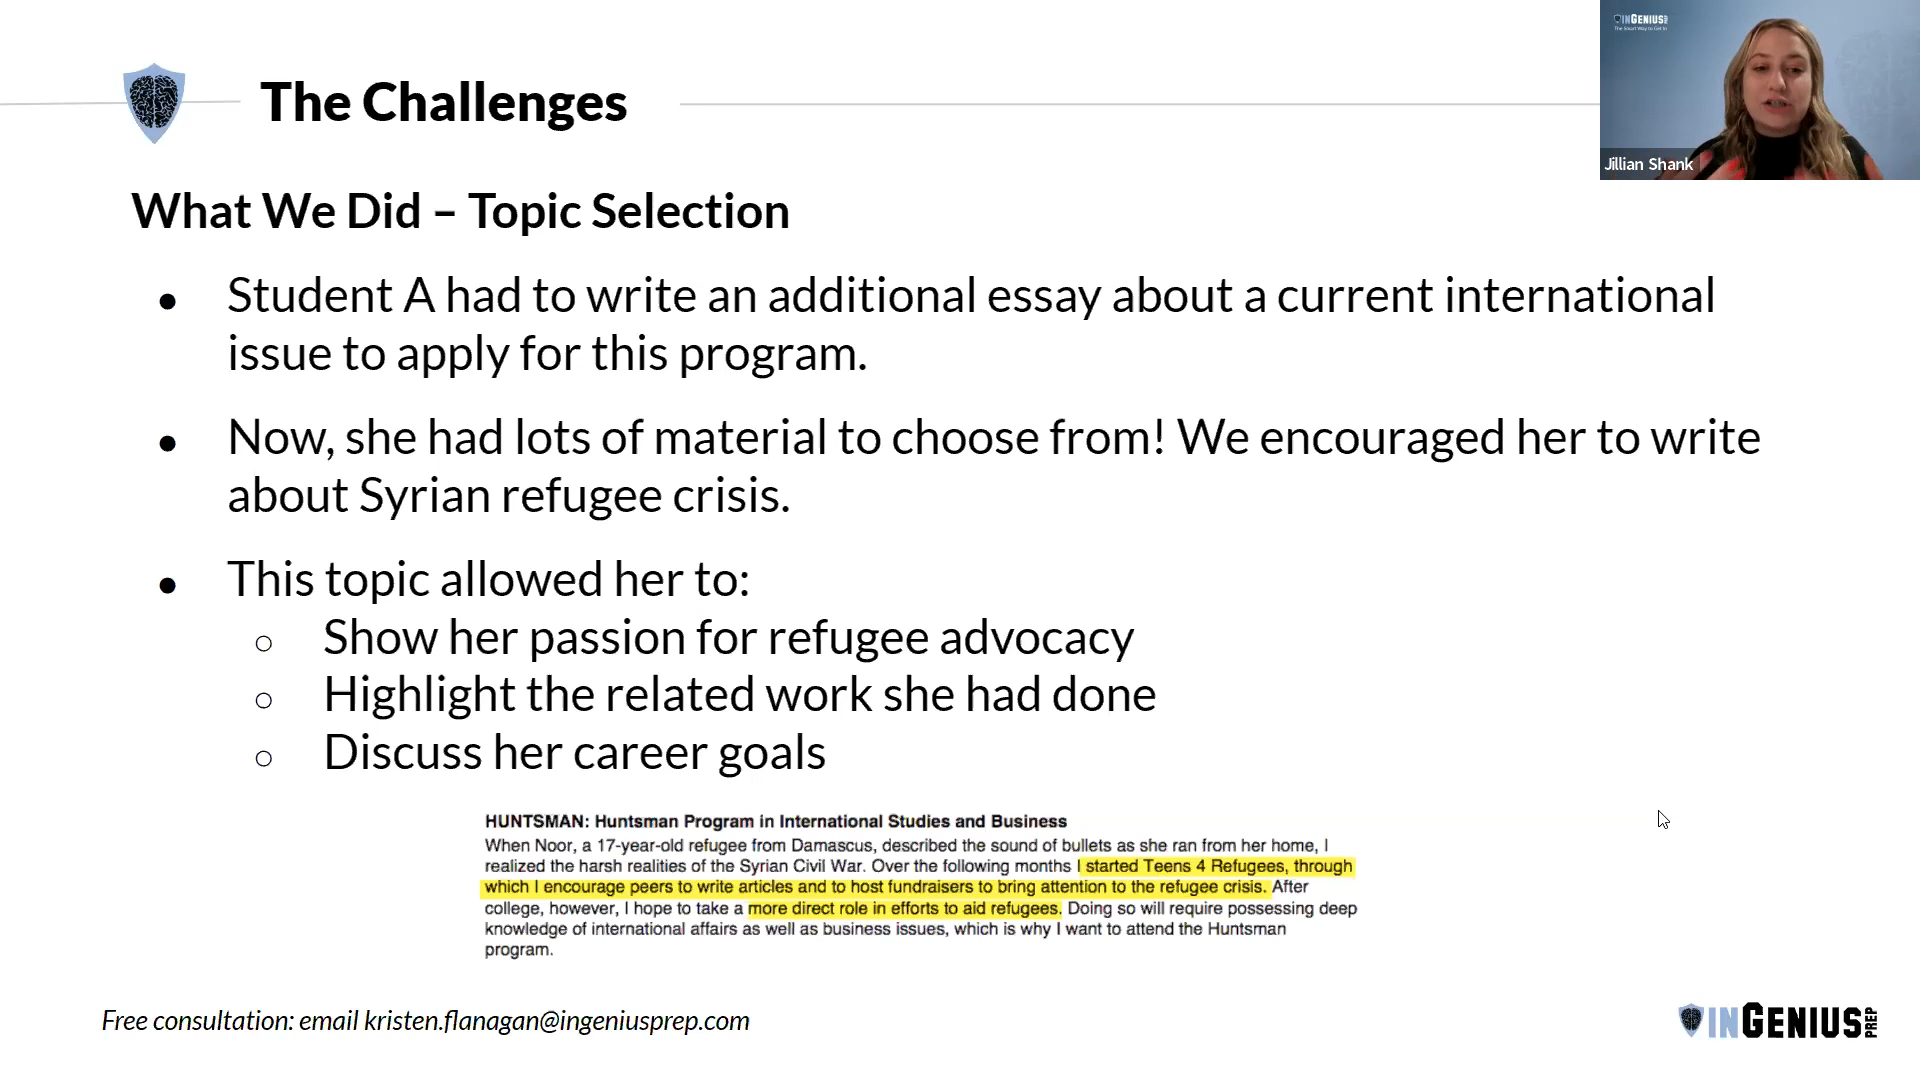 INGENIUS PREP
The Smart Way to Get In
Jillian Shank
The Challenges
What We Did – Topic Selection
● Student A had to write an additional essay about a current international
issue to apply for this program.
● Now, she had lots of material to choose from! We encouraged her to write
about Syrian refugee crisis.
● This topic allowed her to:
○ Show her passion for refugee advocacy
○ Highlight the related work she had done
○ Discuss her career goals
HUNTSMAN: Huntsman Program in International Studies and Business
When Noor, a 17-year-old refugee from Damascus, described the sound of bullets as she ran from her home, I
realized the harsh realities of the Syrian Civil War. Over the following months I started Teens 4 Refugees, through
which I encourage peers to write articles and to host fundraisers to bring attention to the refugee crisis. After
college, however, I hope to take a more direct role in efforts to aid refugees. Doing so will require possessing deep
knowledge of international affairs as well as business issues, which is why I want to attend the Huntsman
program.
Free consultation: email kristen.flanagan@ingeniusprep.com
INGENIUS PREP